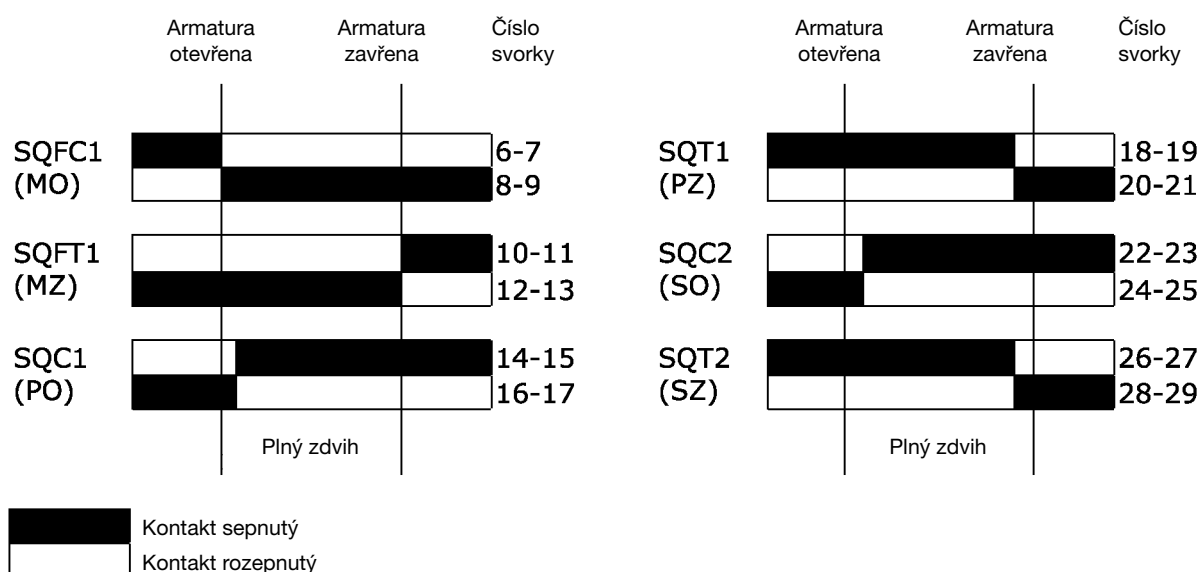 Armatura
otevřena
Armatura
zavřena
Číslo
svorky
SQFC1
(MO)
6-7
8-9
SQFT1
(MZ)
10-11
12-13
SQC1
(PO)
14-15
16-17
Plný zdvih
Armatura
otevřena
Armatura
zavřena
Číslo
svorky
SQT1
(PZ)
18-19
20-21
SQC2
(SO)
22-23
24-25
SQT2
(SZ)
26-27
28-29
Plný zdvih
Kontakt sepnutý
Kontakt rozepnutý